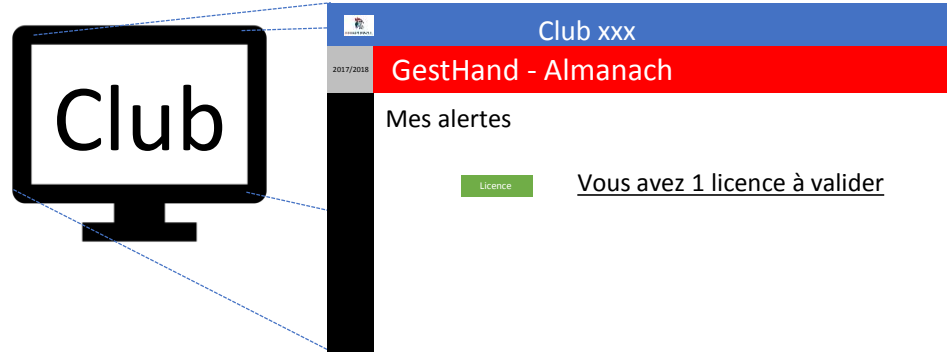 Club
Club xxx
2017/2018
GestHand - Almanach
Mes alertes
Licence
Vous avez 1 licence à valider